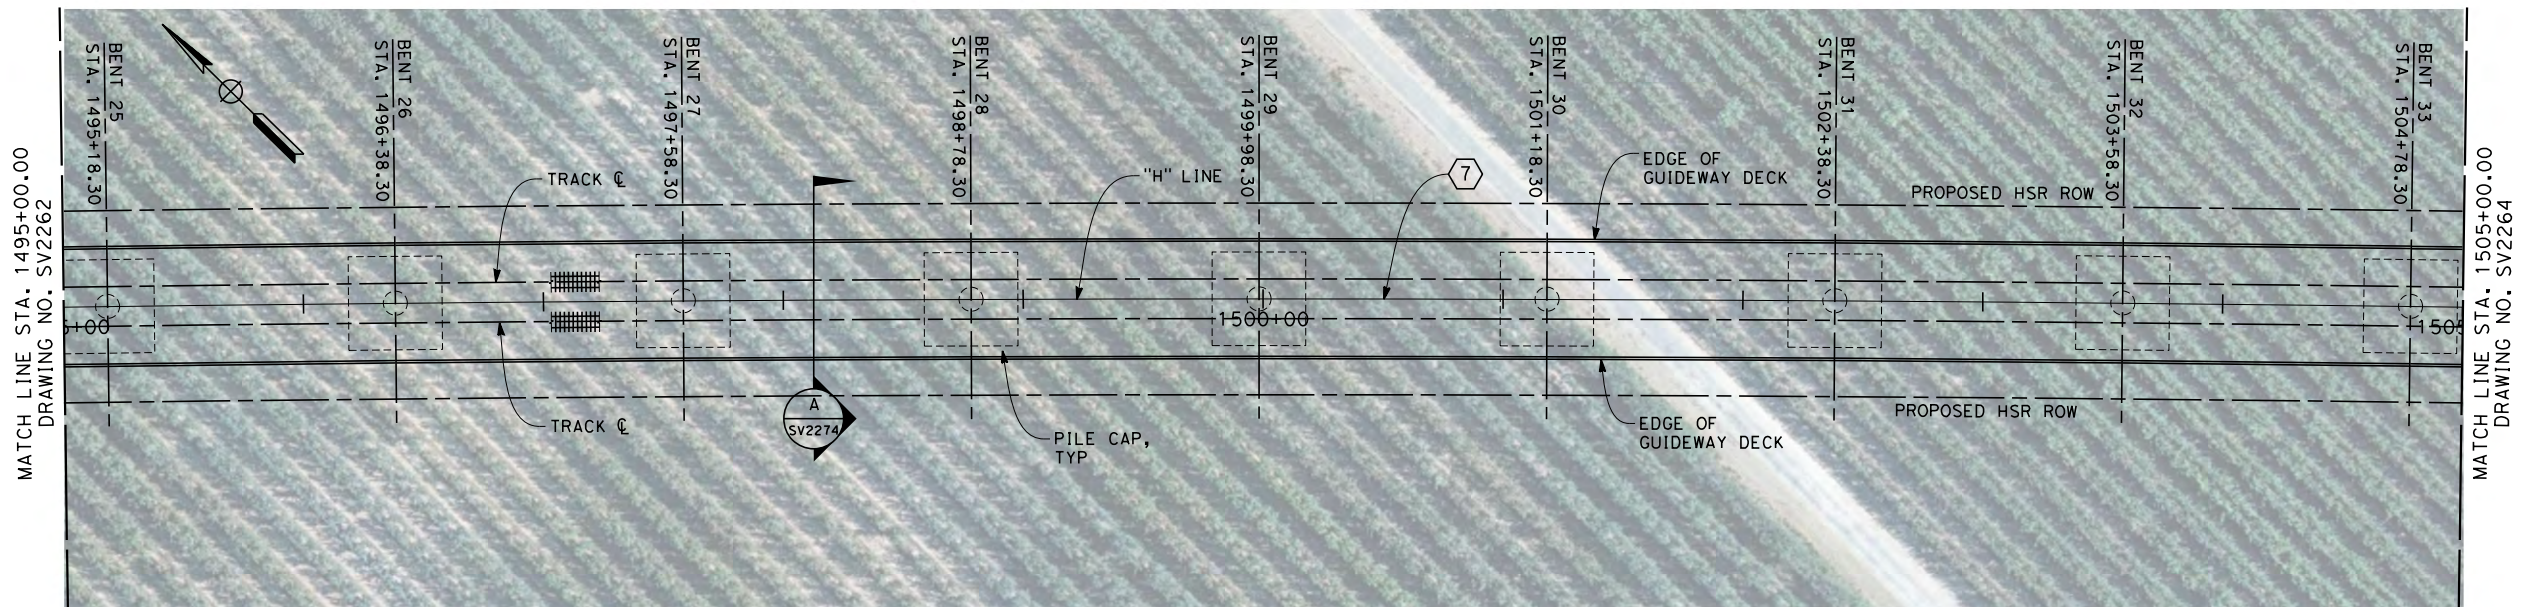 MATCH LINE STA. 1495+00.00
DRAWING NO. SV2262
BENT 25
STA. 1495+18.30
BENT 26
STA. 1496+38.30
BENT 27
STA. 1497+58.30
BENT 28
STA. 1498+78.30
BENT 29
STA. 1499+98.30
BENT 30
STA. 1501+18.30
BENT 31
STA. 1502+38.30
BENT 32
STA. 1503+58.30
BENT 33
STA. 1504+78.30
TRACK ℄
"H" LINE
7
EDGE OF
GUIDEWAY DECK
PROPOSED HSR ROW
5+00
1500+00
1505
A
SV2274
TRACK ℄
PILE CAP,
TYP
EDGE OF
GUIDEWAY DECK
PROPOSED HSR ROW
MATCH LINE STA. 1505+00.00
DRAWING NO. SV2264